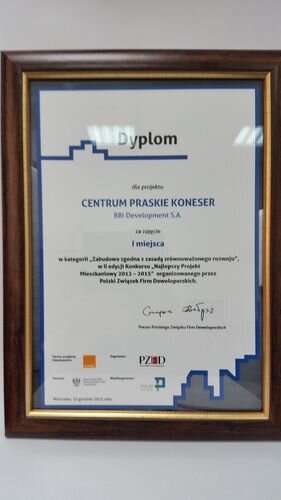 Dyplom
dla projektu
CENTRUM PRASKIE KONESER
BBI Development S.A.
za zajęcie
I miejsca
w kategorii „Zabudowa zgodna z zasadą zrównoważonego rozwoju”,
w II edycji Konkursu „Najlepszy Projekt
Mieszkaniowy 2012 – 2015” organizowanego przez
Polski Związek Firm Deweloperskich.
Prezes Polskiego Związku Firm Deweloperskich
Organizator:
PZFD
Warszawa, 10 grudnia 2015 roku